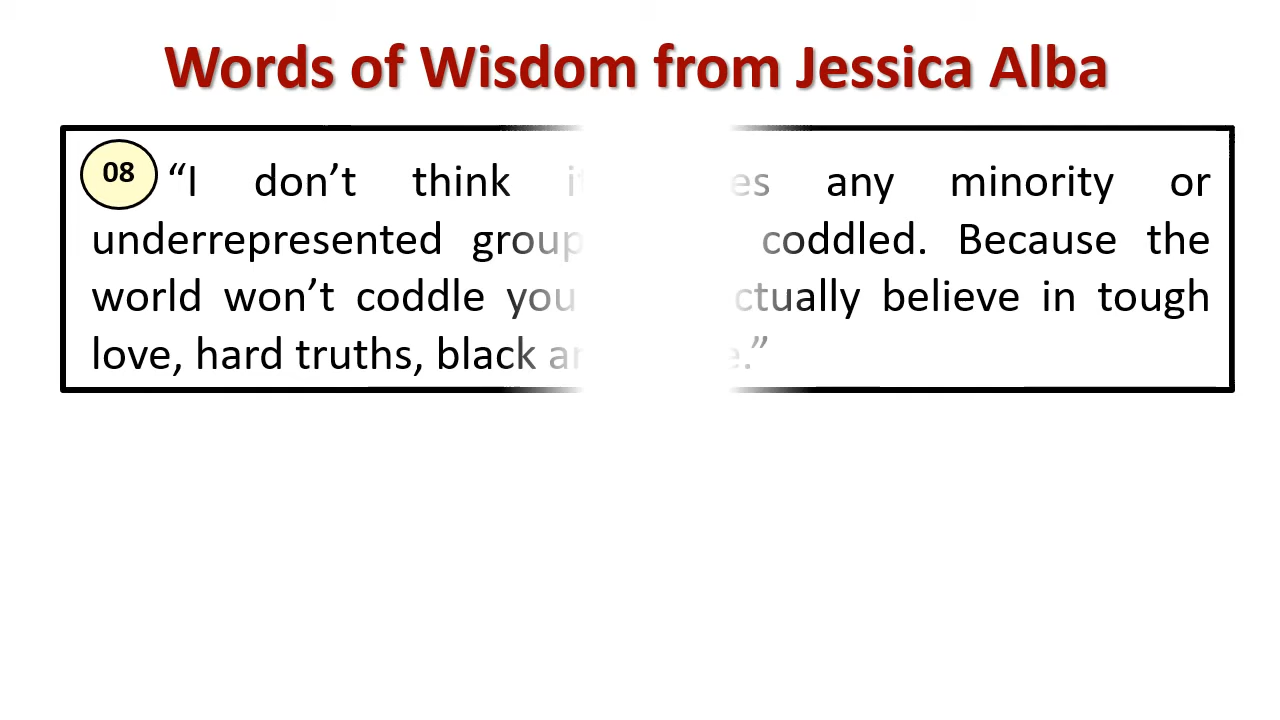 Words of Wisdom from Jessica Alba
08 “I don’t think any minority or
underrepresented coddled. Because the
world won’t coddle you believe in tough
love, hard truths, black